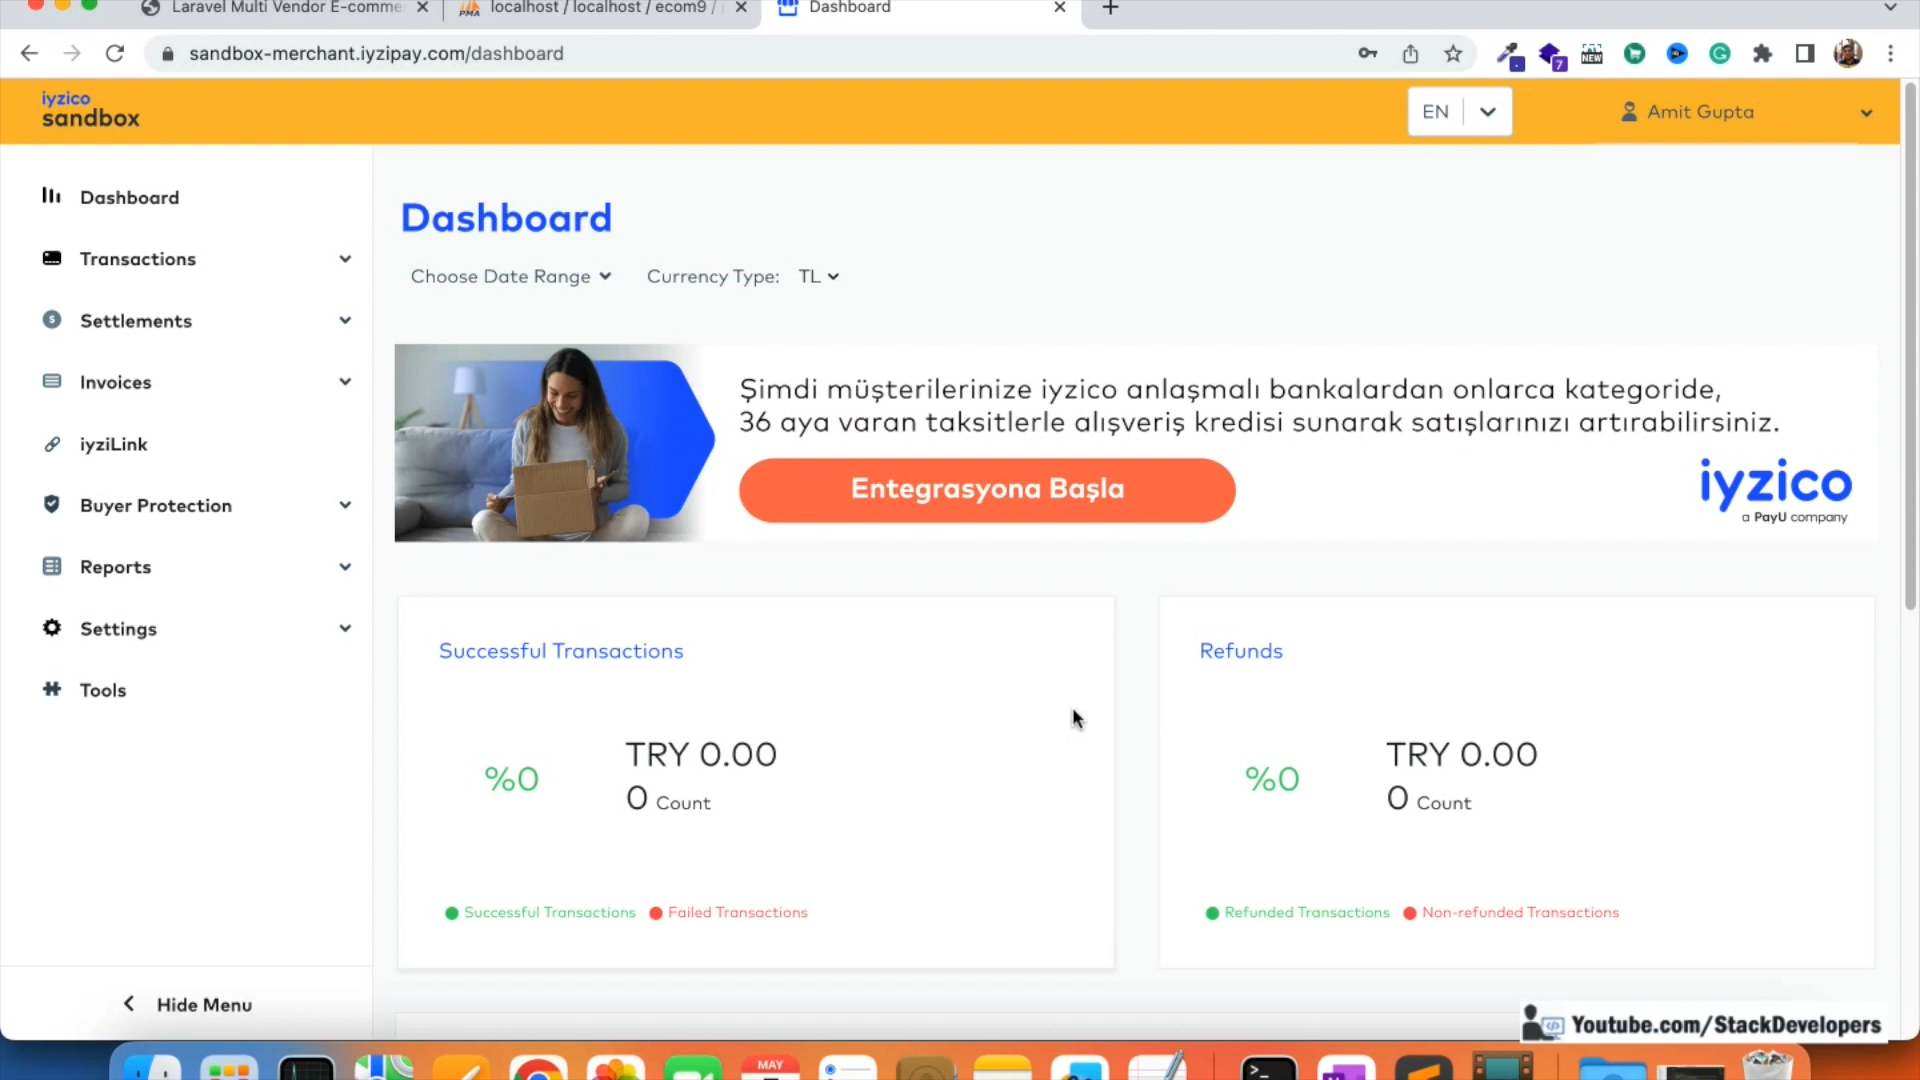 Laravel Multi Vendor E-comme
localhost / localhost / ecom9 /
Dashboard
sandbox-merchant.iyzipay.com/dashboard
7
NEW
iyzico
sandbox
EN
Amit Gupta
Dashboard
Transactions
Settlements
Invoices
iyziLink
Buyer Protection
Reports
Settings
Tools
Hide Menu
Dashboard
Choose Date Range
Currency Type: TL
Şimdi müşterilerinize iyzico anlaşmalı bankalardan onlarca kategoride,
36 aya varan taksitlerle alışveriş kredisi sunarak satışlarınızı artırabilirsiniz.
Entegrasyona Başla
iyzico
a PayU company
Successful Transactions
%0
TRY 0.00
0 Count
Successful Transactions
Failed Transactions
Refunds
%0
TRY 0.00
0 Count
Refunded Transactions
Non-refunded Transactions
Youtube.com/StackDevelopers
MAY